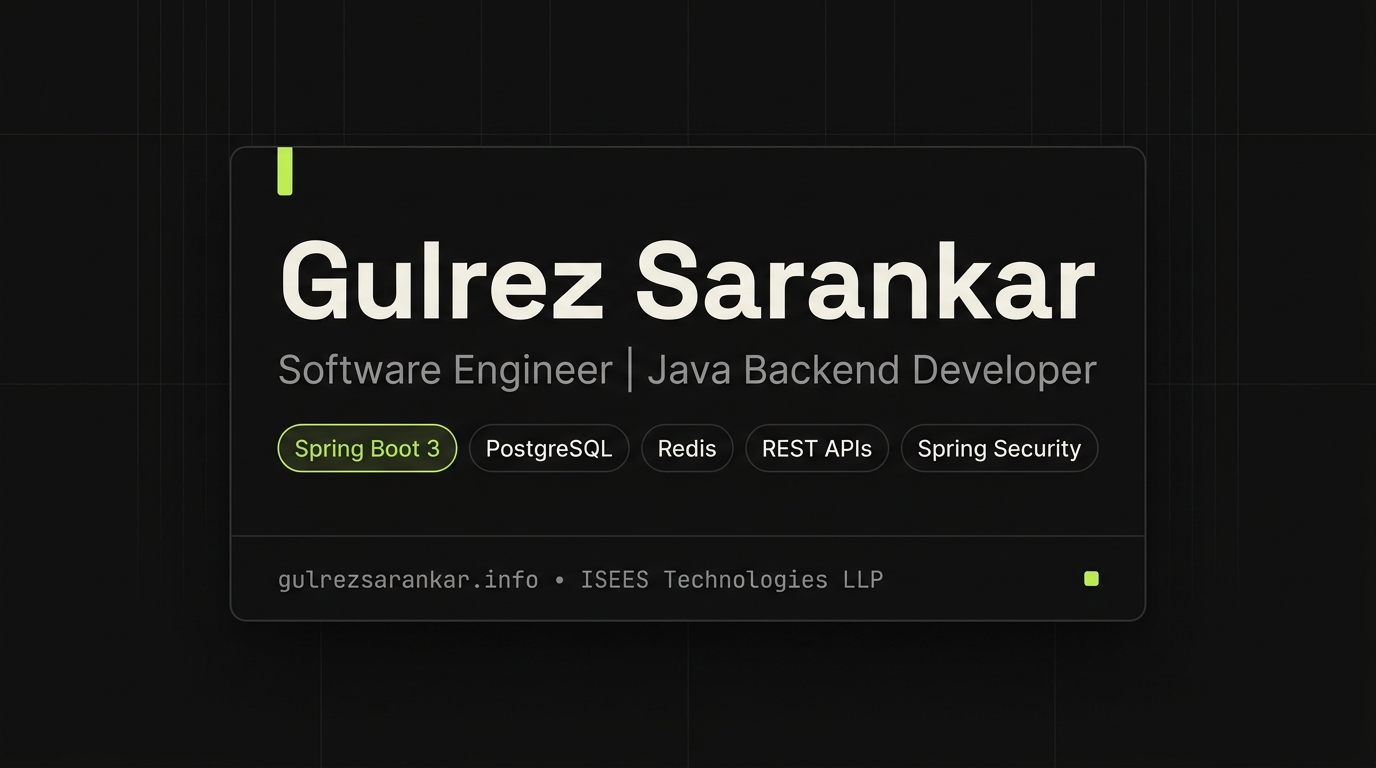 Gulrez Sarankar
Software Engineer | Java Backend Developer
Spring Boot 3 PostgreSQL Redis REST APIs Spring Security
gulrezsarankar.info • ISEES Technologies LLP